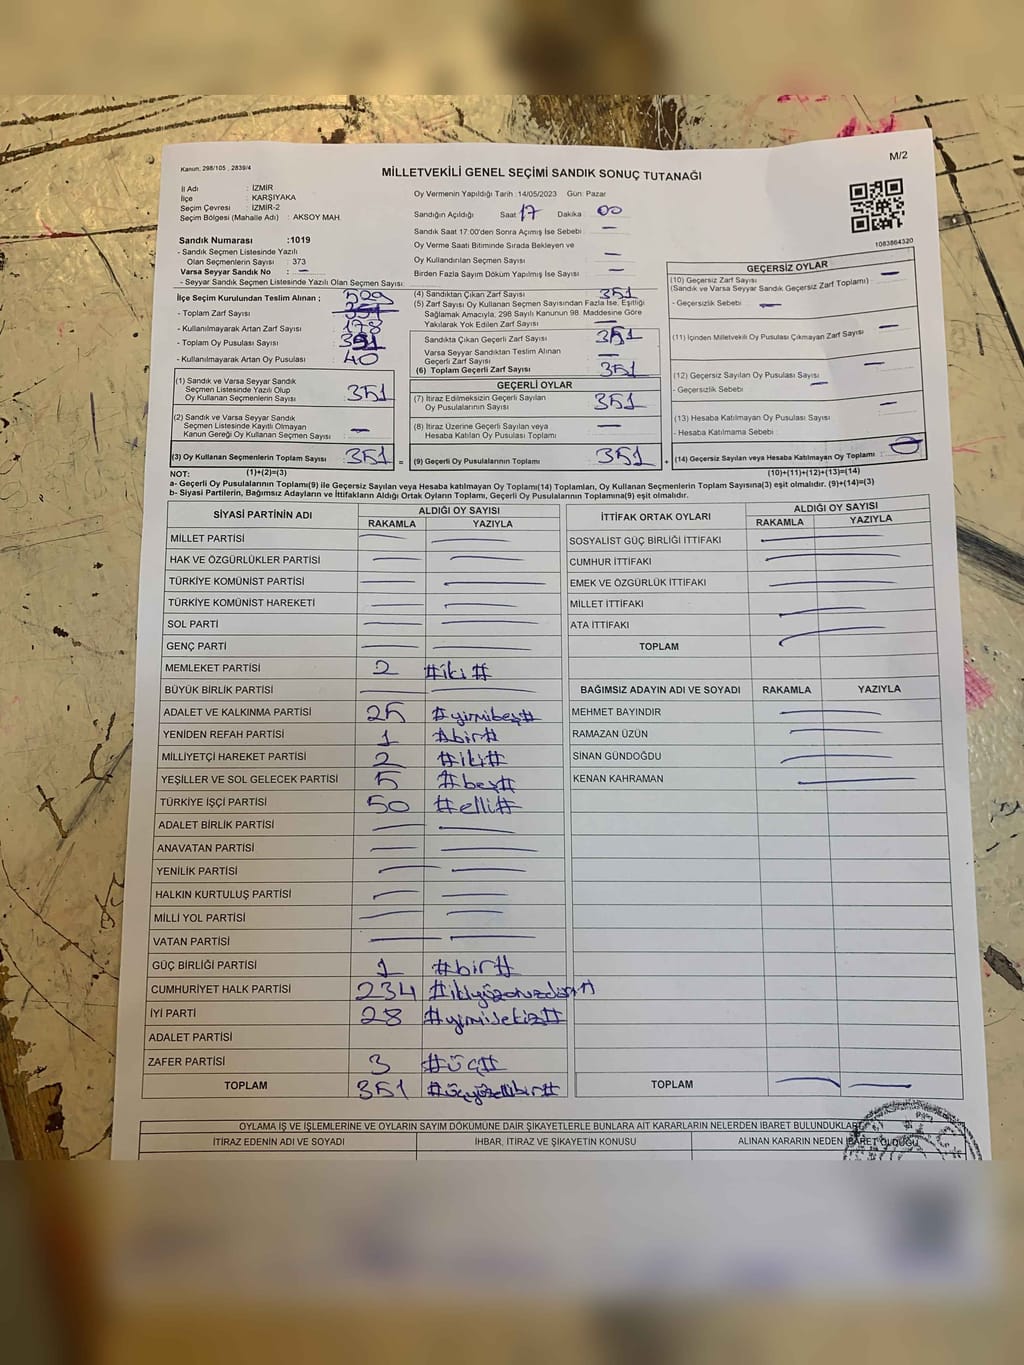 Kanun: 298/105 , 2839/4
MİLLETVEKİLİ GENEL SEÇİMİ SANDIK SONUÇ TUTANAĞI
M/2
İl Adı : İZMİR
İlçe : KARŞIYAKA
Seçim Çevresi : İZMİR-2
Seçim Bölgesi (Mahalle Adı) : AKSOY MAH.
Sandık Numarası :1019
- Sandık Seçmen Listesinde Yazılı
Olan Seçmenlerin Sayısı : 373
Varsa Seyyar Sandık No : –
- Seyyar Sandık Seçmen Listesinde Yazılı Olan Seçmen Sayısı:
Oy Vermenin Yapıldığı Tarih : 14/05/2023 Gün: Pazar
Sandığın Açıldığı Saat 17 Dakika 00
Sandık Saat 17:00'den Sonra Açılmış İse Sebebi : –
Oy Verme Saati Bitiminde Sırada Bekleyen ve
Oy Kullandırılan Seçmen Sayısı : –
Birden Fazla Sayım Döküm Yapılmış İse Sayısı : –
1083864320
İlçe Seçim Kurulundan Teslim Alınan ;
- Toplam Zarf Sayısı :
- Kullanılmayarak Artan Zarf Sayısı : 178
- Toplam Oy Pusulası Sayısı :
- Kullanılmayarak Artan Oy Pusulası : 40
(1) Sandık ve Varsa Seyyar Sandık
Seçmen Listesinde Yazılı Olup
Oy Kullanan Seçmenlerin Sayısı : 351
(2) Sandık ve Varsa Seyyar Sandık
Seçmen Listesinde Kayıtlı Olmayan
Kanun Gereği Oy Kullanan Seçmen Sayısı : –
(3) Oy Kullanan Seçmenlerin Toplam Sayısı : 351 =
(4) Sandıktan Çıkan Zarf Sayısı : 351
(5) Zarf Sayısı Oy Kullanan Seçmen Sayısından Fazla İse, Eşitliği
Sağlamak Amacıyla, 298 Sayılı Kanunun 98. Maddesine Göre
Yakılarak Yok Edilen Zarf Sayısı : –
Sandıkta Çıkan Geçerli Zarf Sayısı : 351
Varsa Seyyar Sandıktan Teslim Alınan
Geçerli Zarf Sayısı : –
(6) Toplam Geçerli Zarf Sayısı : 351
GEÇERLİ OYLAR
(7) İtiraz Edilmeksizin Geçerli Sayılan
Oy Pusulalarının Sayısı : 351
(8) İtiraz Üzerine Geçerli Sayılan veya
Hesaba Katılan Oy Pusulası Toplamı : –
(9) Geçerli Oy Pusulalarının Toplamı : 351 +
GEÇERSİZ OYLAR
(10) Geçersiz Zarf Sayısı : –
(Sandık ve Varsa Seyyar Sandık Geçersiz Zarf Toplamı)
- Geçersizlik Sebebi : –
(11) İçinden Milletvekili Oy Pusulası Çıkmayan Zarf Sayısı : –
(12) Geçersiz Sayılan Oy Pusulası Sayısı : –
- Geçersizlik Sebebi : –
(13) Hesaba Katılmayan Oy Pusulası Sayısı : –
- Hesaba Katılmama Sebebi :
(14) Geçersiz Sayılan veya Hesaba Katılmayan Oy Toplamı :
NOT: (1)+(2)=(3) (10)+(11)+(12)+(13)=(14)
a- Geçerli Oy Pusulalarının Toplamı(9) ile Geçersiz Sayılan veya Hesaba katılmayan Oy Toplamı(14) Toplamları, Oy Kullanan Seçmenlerin Toplam Sayısına(3) eşit olmalıdır. (9)+(14)=(3)
b- Siyasi Partilerin, Bağımsız Adayların ve İttifakların Aldığı Ortak Oyların Toplamı, Geçerli Oy Pusulalarının Toplamına(9) eşit olmalıdır.
SİYASİ PARTİNİN ADI ALDIĞI OY SAYISI
RAKAMLA YAZIYLA
MİLLET PARTİSİ
HAK VE ÖZGÜRLÜKLER PARTİSİ
TÜRKİYE KOMÜNİST PARTİSİ
TÜRKİYE KOMÜNİST HAREKETİ
SOL PARTİ
GENÇ PARTİ
MEMLEKET PARTİSİ 2 #iki#
BÜYÜK BİRLİK PARTİSİ
ADALET VE KALKINMA PARTİSİ 25 #yirmibeş#
YENİDEN REFAH PARTİSİ 1 #bir#
MİLLİYETÇİ HAREKET PARTİSİ 2 #iki#
YEŞİLLER VE SOL GELECEK PARTİSİ 5 #beş#
TÜRKİYE İŞÇİ PARTİSİ 50 #elli#
ADALET BİRLİK PARTİSİ
ANAVATAN PARTİSİ
YENİLİK PARTİSİ
HALKIN KURTULUŞ PARTİSİ
MİLLİ YOL PARTİSİ
VATAN PARTİSİ
GÜÇ BİRLİĞİ PARTİSİ 1 #bir#
CUMHURİYET HALK PARTİSİ 234 #ikiyüzotuzdört#
İYİ PARTİ 28 #yirmisekiz#
ADALET PARTİSİ
ZAFER PARTİSİ 3 #üç#
TOPLAM 351 #üçyüzellibir#
İTTİFAK ORTAK OYLARI ALDIĞI OY SAYISI
RAKAMLA YAZIYLA
SOSYALİST GÜÇ BİRLİĞİ İTTİFAKI
CUMHUR İTTİFAKI
EMEK VE ÖZGÜRLÜK İTTİFAKI
MİLLET İTTİFAKI
ATA İTTİFAKI
TOPLAM
BAĞIMSIZ ADAYIN ADI VE SOYADI RAKAMLA YAZIYLA
MEHMET BAYINDIR
RAMAZAN ÜZÜN
SİNAN GÜNDOĞDU
KENAN KAHRAMAN
TOPLAM
OYLAMA İŞ VE İŞLEMLERİNE VE OYLARIN SAYIM DÖKÜMÜNE DAİR ŞİKAYETLERLE BUNLARA AİT KARARLARIN NELERDEN İBARET BULUNDUKLARI
İTİRAZ EDENİN ADI VE SOYADI İHBAR, İTİRAZ VE ŞİKAYETİN KONUSU ALINAN KARARIN NEDEN İBARET OLDUĞU